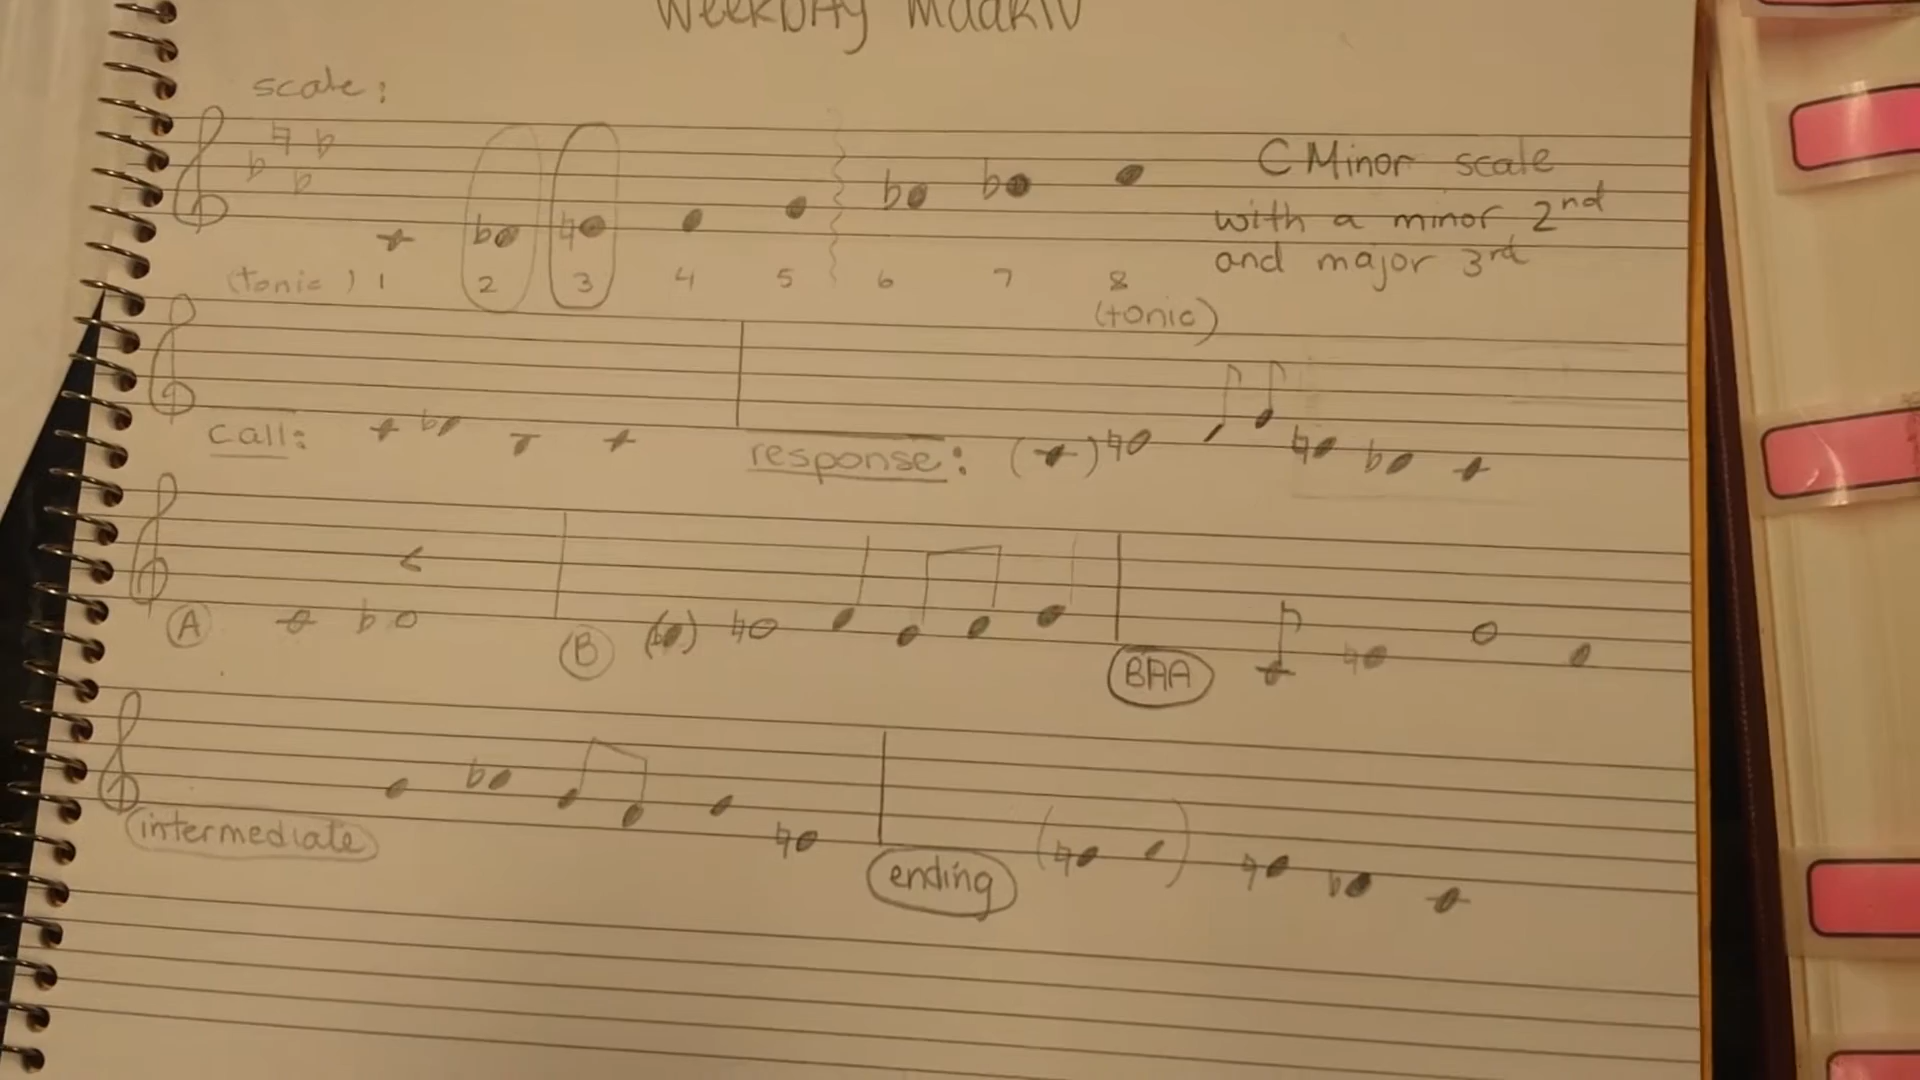 WeekDAy MaaRiv
scale:
C Minor scale
with a minor 2nd
and major 3rd
(tonic) 1 2 3 4 5 6 7 8
(tonic)
call:
response:
A
B
BAA
intermediate
ending